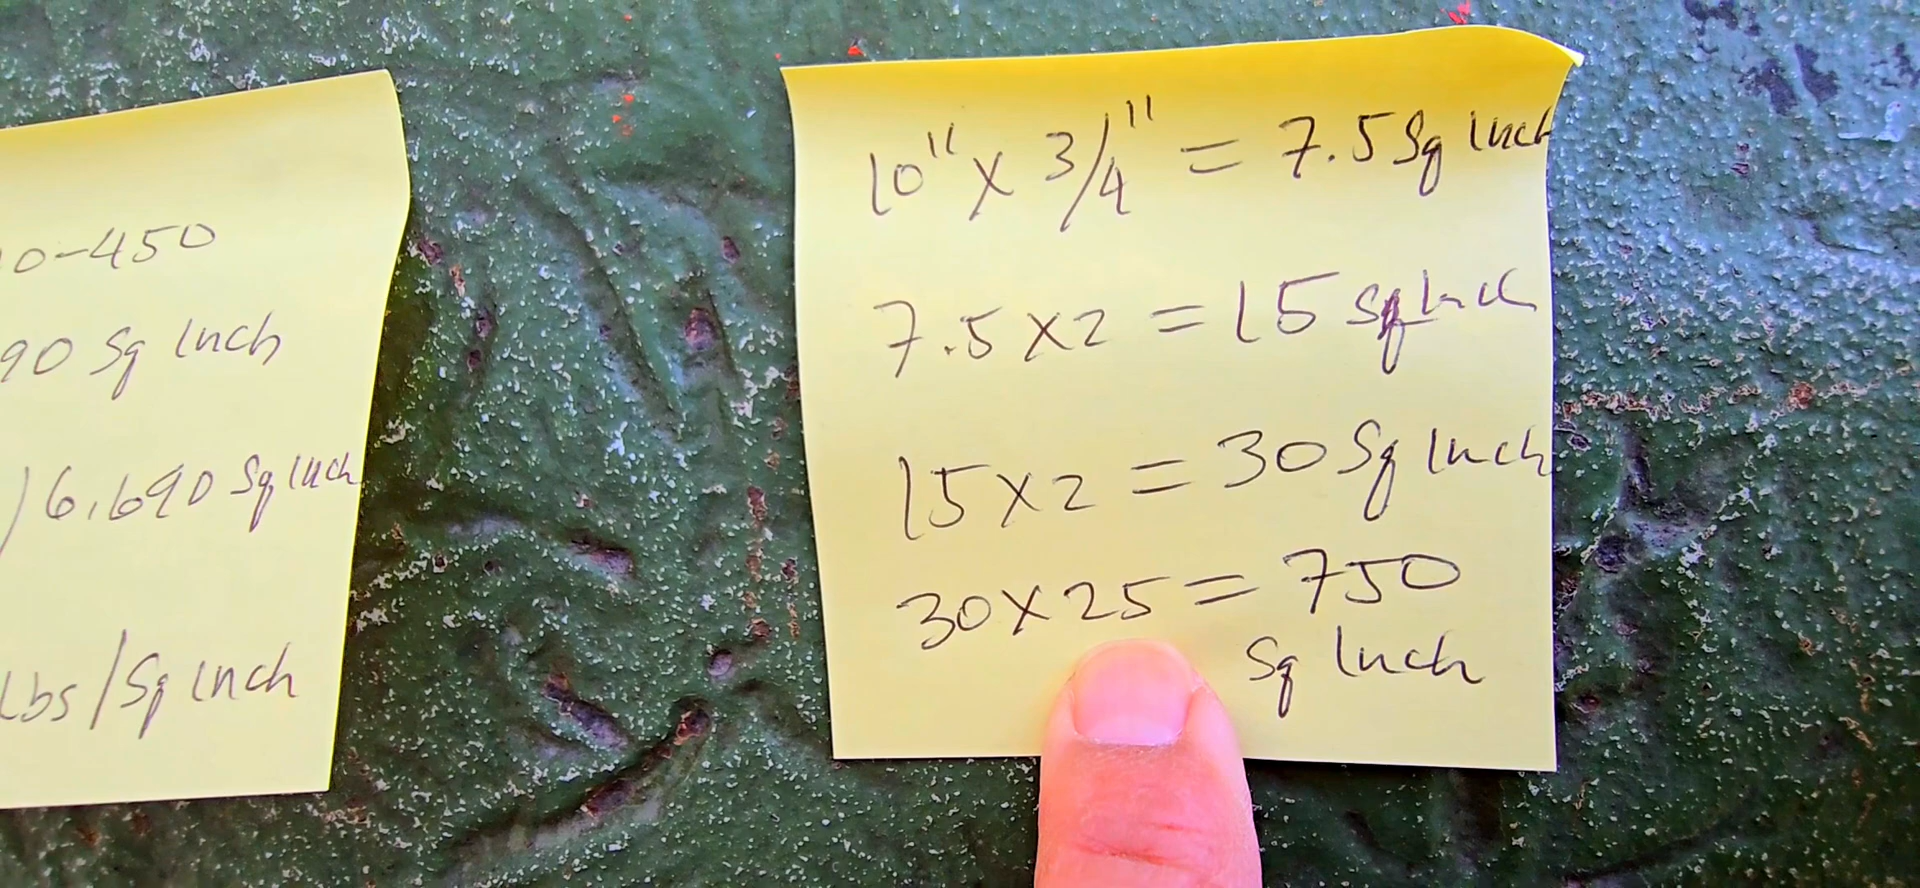 0-450
90 Sq Inch
)6,690 Sq Inch
Lbs/Sq Inch
10" x 3/4" = 7.5 Sq Inch
7.5 x 2 = 15 Sq Inch
15 x 2 = 30 Sq Inch
30 x 25 = 750
Sq Inch